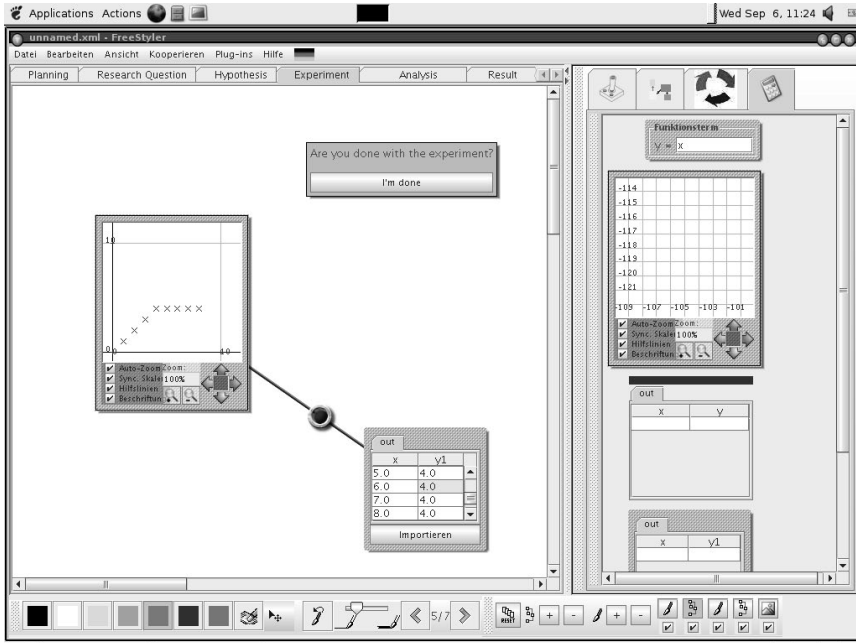 Applications Actions
Wed Sep 6, 11:24
unnamed.xml - FreeStyler
Datei Bearbeiten Ansicht Kooperieren Plug-ins Hilfe
Planning Research Question Hypothesis Experiment Analysis Result
Are you done with the experiment?
I'm done
10
0 0 10
Auto-Zoom Zoom:
Sync. Skale 100%
Hilfslinien
Beschriftun
out
x y1
5.0 4.0
6.0 4.0
7.0 4.0
8.0 4.0
Importieren
Funktionsterm
y = x
-114
-115
-116
-117
-118
-119
-120
-121
-109 -107 -105 -103 -101
Auto-Zoom Zoom:
Sync. Skale 100%
Hilfslinien
Beschriftun
out
x y
out
x y1
5/7
RESET
+ - + -